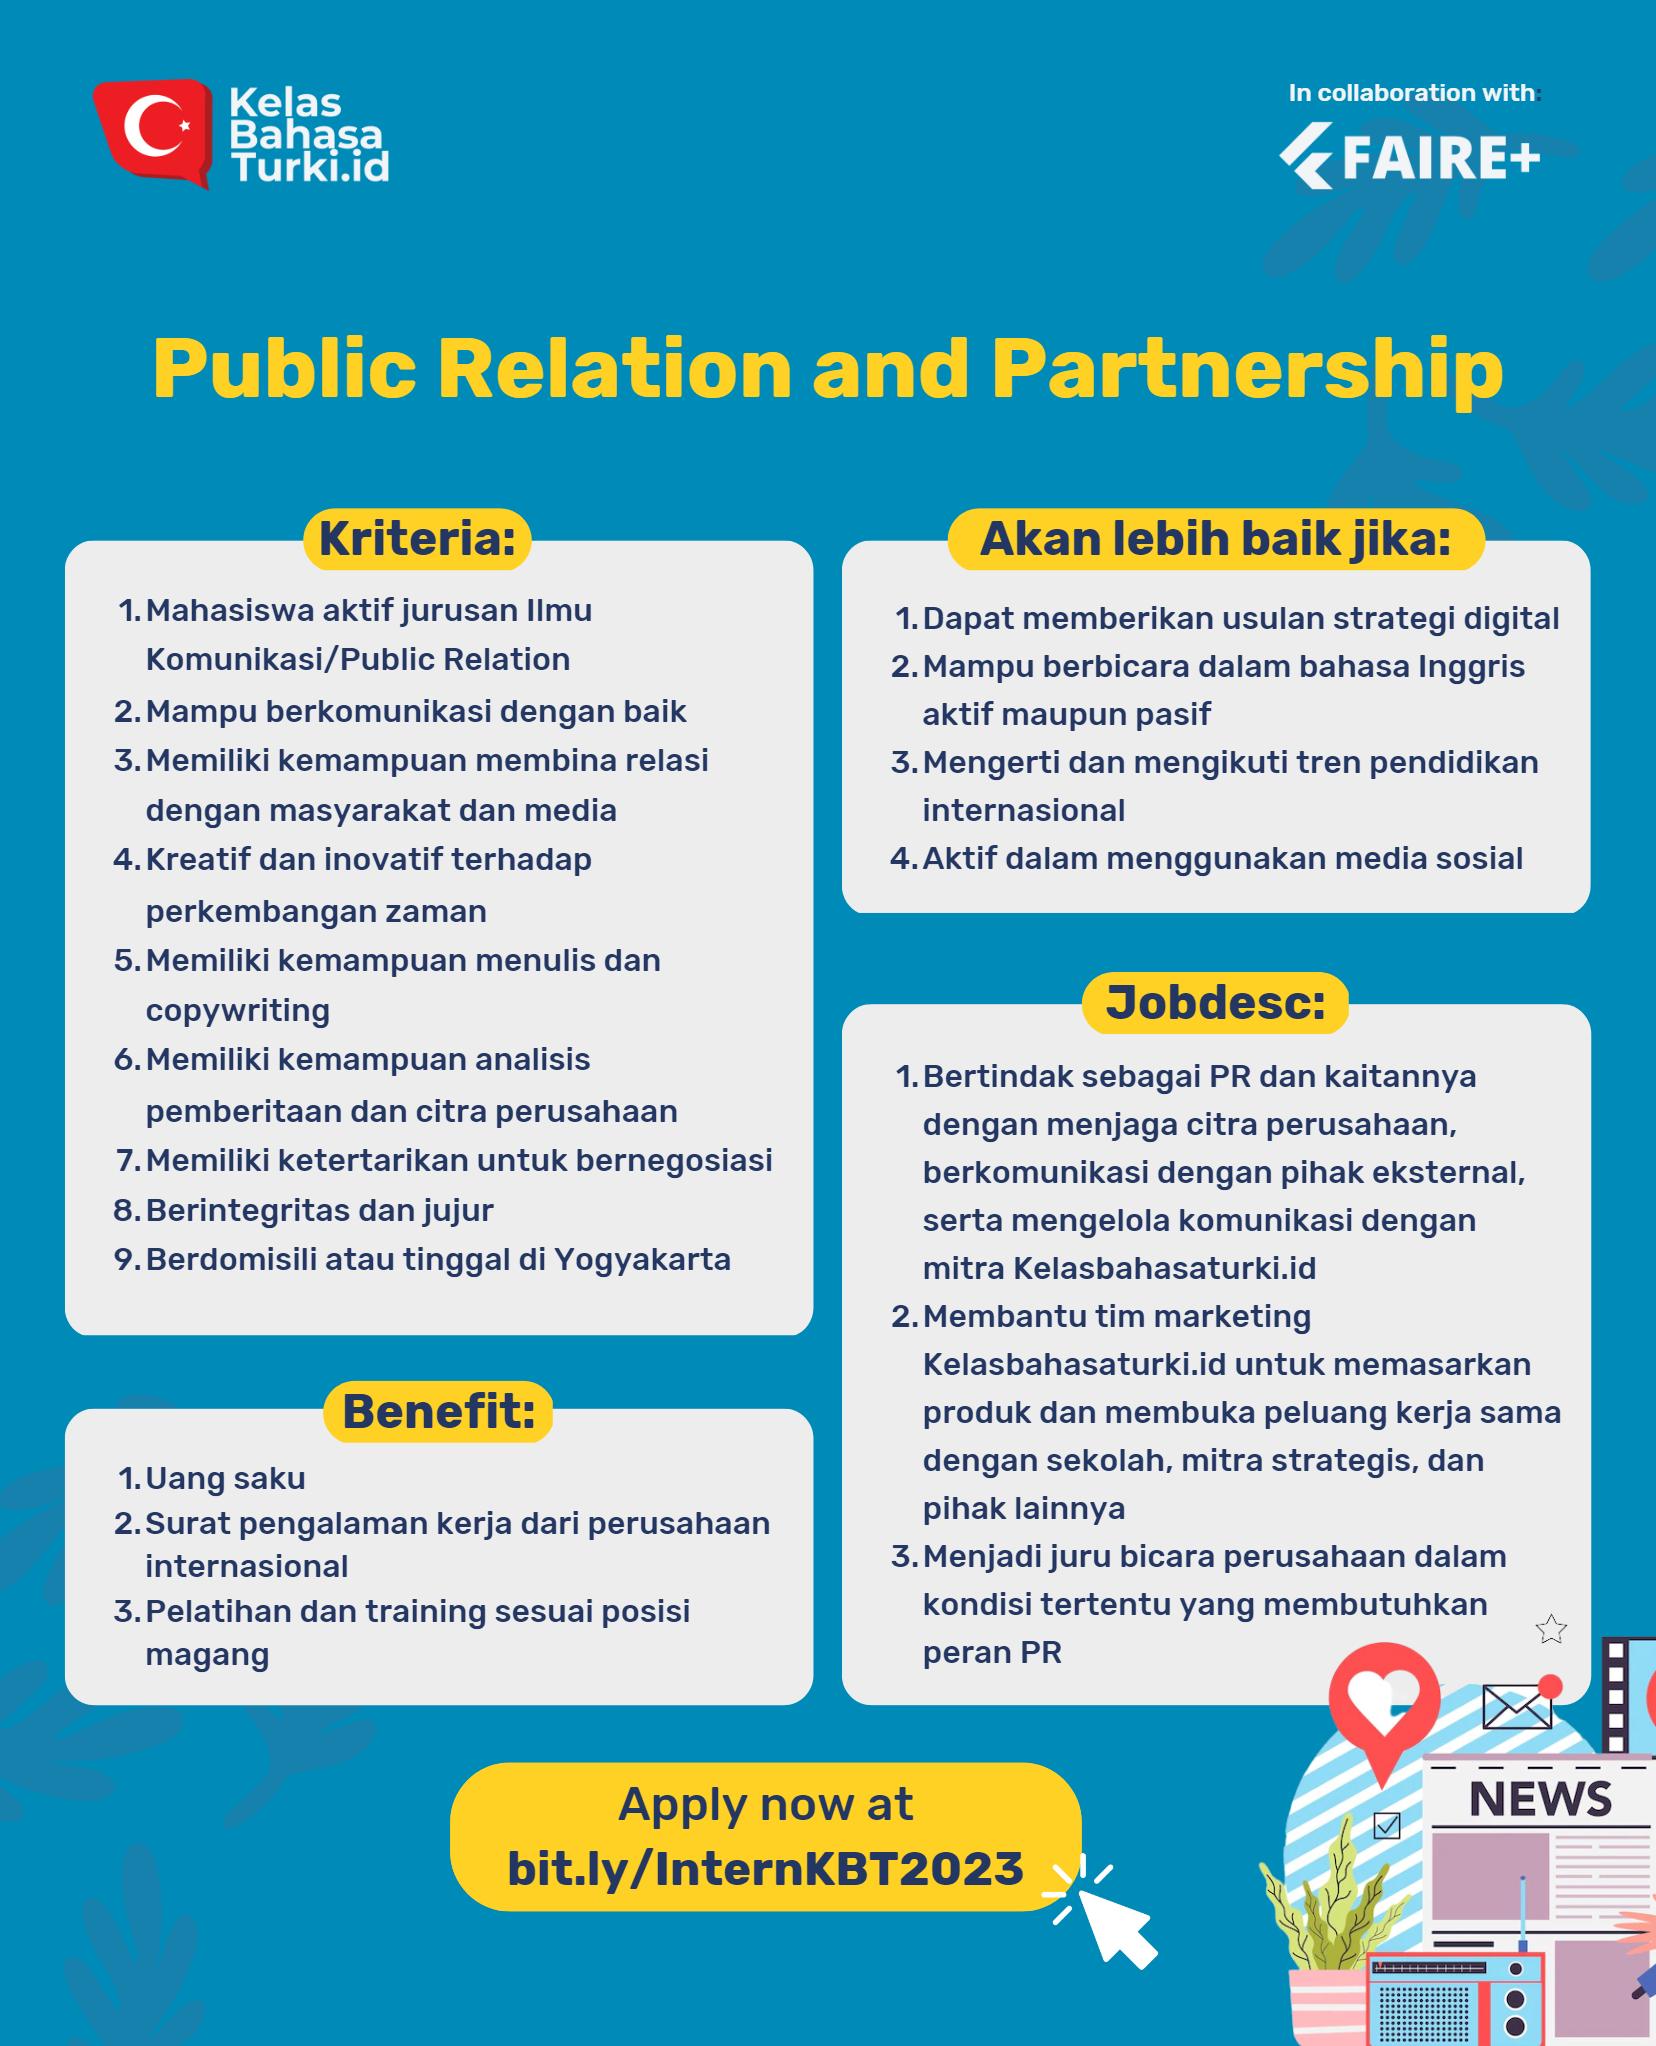 Kelas
Bahasa
Turki.id
In collaboration with:
FAIRE+
Public Relation and Partnership
Kriteria:
1. Mahasiswa aktif jurusan Ilmu
Komunikasi/Public Relation
2. Mampu berkomunikasi dengan baik
3. Memiliki kemampuan membina relasi
dengan masyarakat dan media
4. Kreatif dan inovatif terhadap
perkembangan zaman
5. Memiliki kemampuan menulis dan
copywriting
6. Memiliki kemampuan analisis
pemberitaan dan citra perusahaan
7. Memiliki ketertarikan untuk bernegosiasi
8. Berintegritas dan jujur
9. Berdomisili atau tinggal di Yogyakarta
Benefit:
1. Uang saku
2. Surat pengalaman kerja dari perusahaan
internasional
3. Pelatihan dan training sesuai posisi
magang
Akan lebih baik jika:
1. Dapat memberikan usulan strategi digital
2. Mampu berbicara dalam bahasa Inggris
aktif maupun pasif
3. Mengerti dan mengikuti tren pendidikan
internasional
4. Aktif dalam menggunakan media sosial
Jobdesc:
1. Bertindak sebagai PR dan kaitannya
dengan menjaga citra perusahaan,
berkomunikasi dengan pihak eksternal,
serta mengelola komunikasi dengan
mitra Kelasbahasaturki.id
2. Membantu tim marketing
Kelasbahasaturki.id untuk memasarkan
produk dan membuka peluang kerja sama
dengan sekolah, mitra strategis, dan
pihak lainnya
3. Menjadi juru bicara perusahaan dalam
kondisi tertentu yang membutuhkan
peran PR
Apply now at
bit.ly/InternKBT2023
NEWS